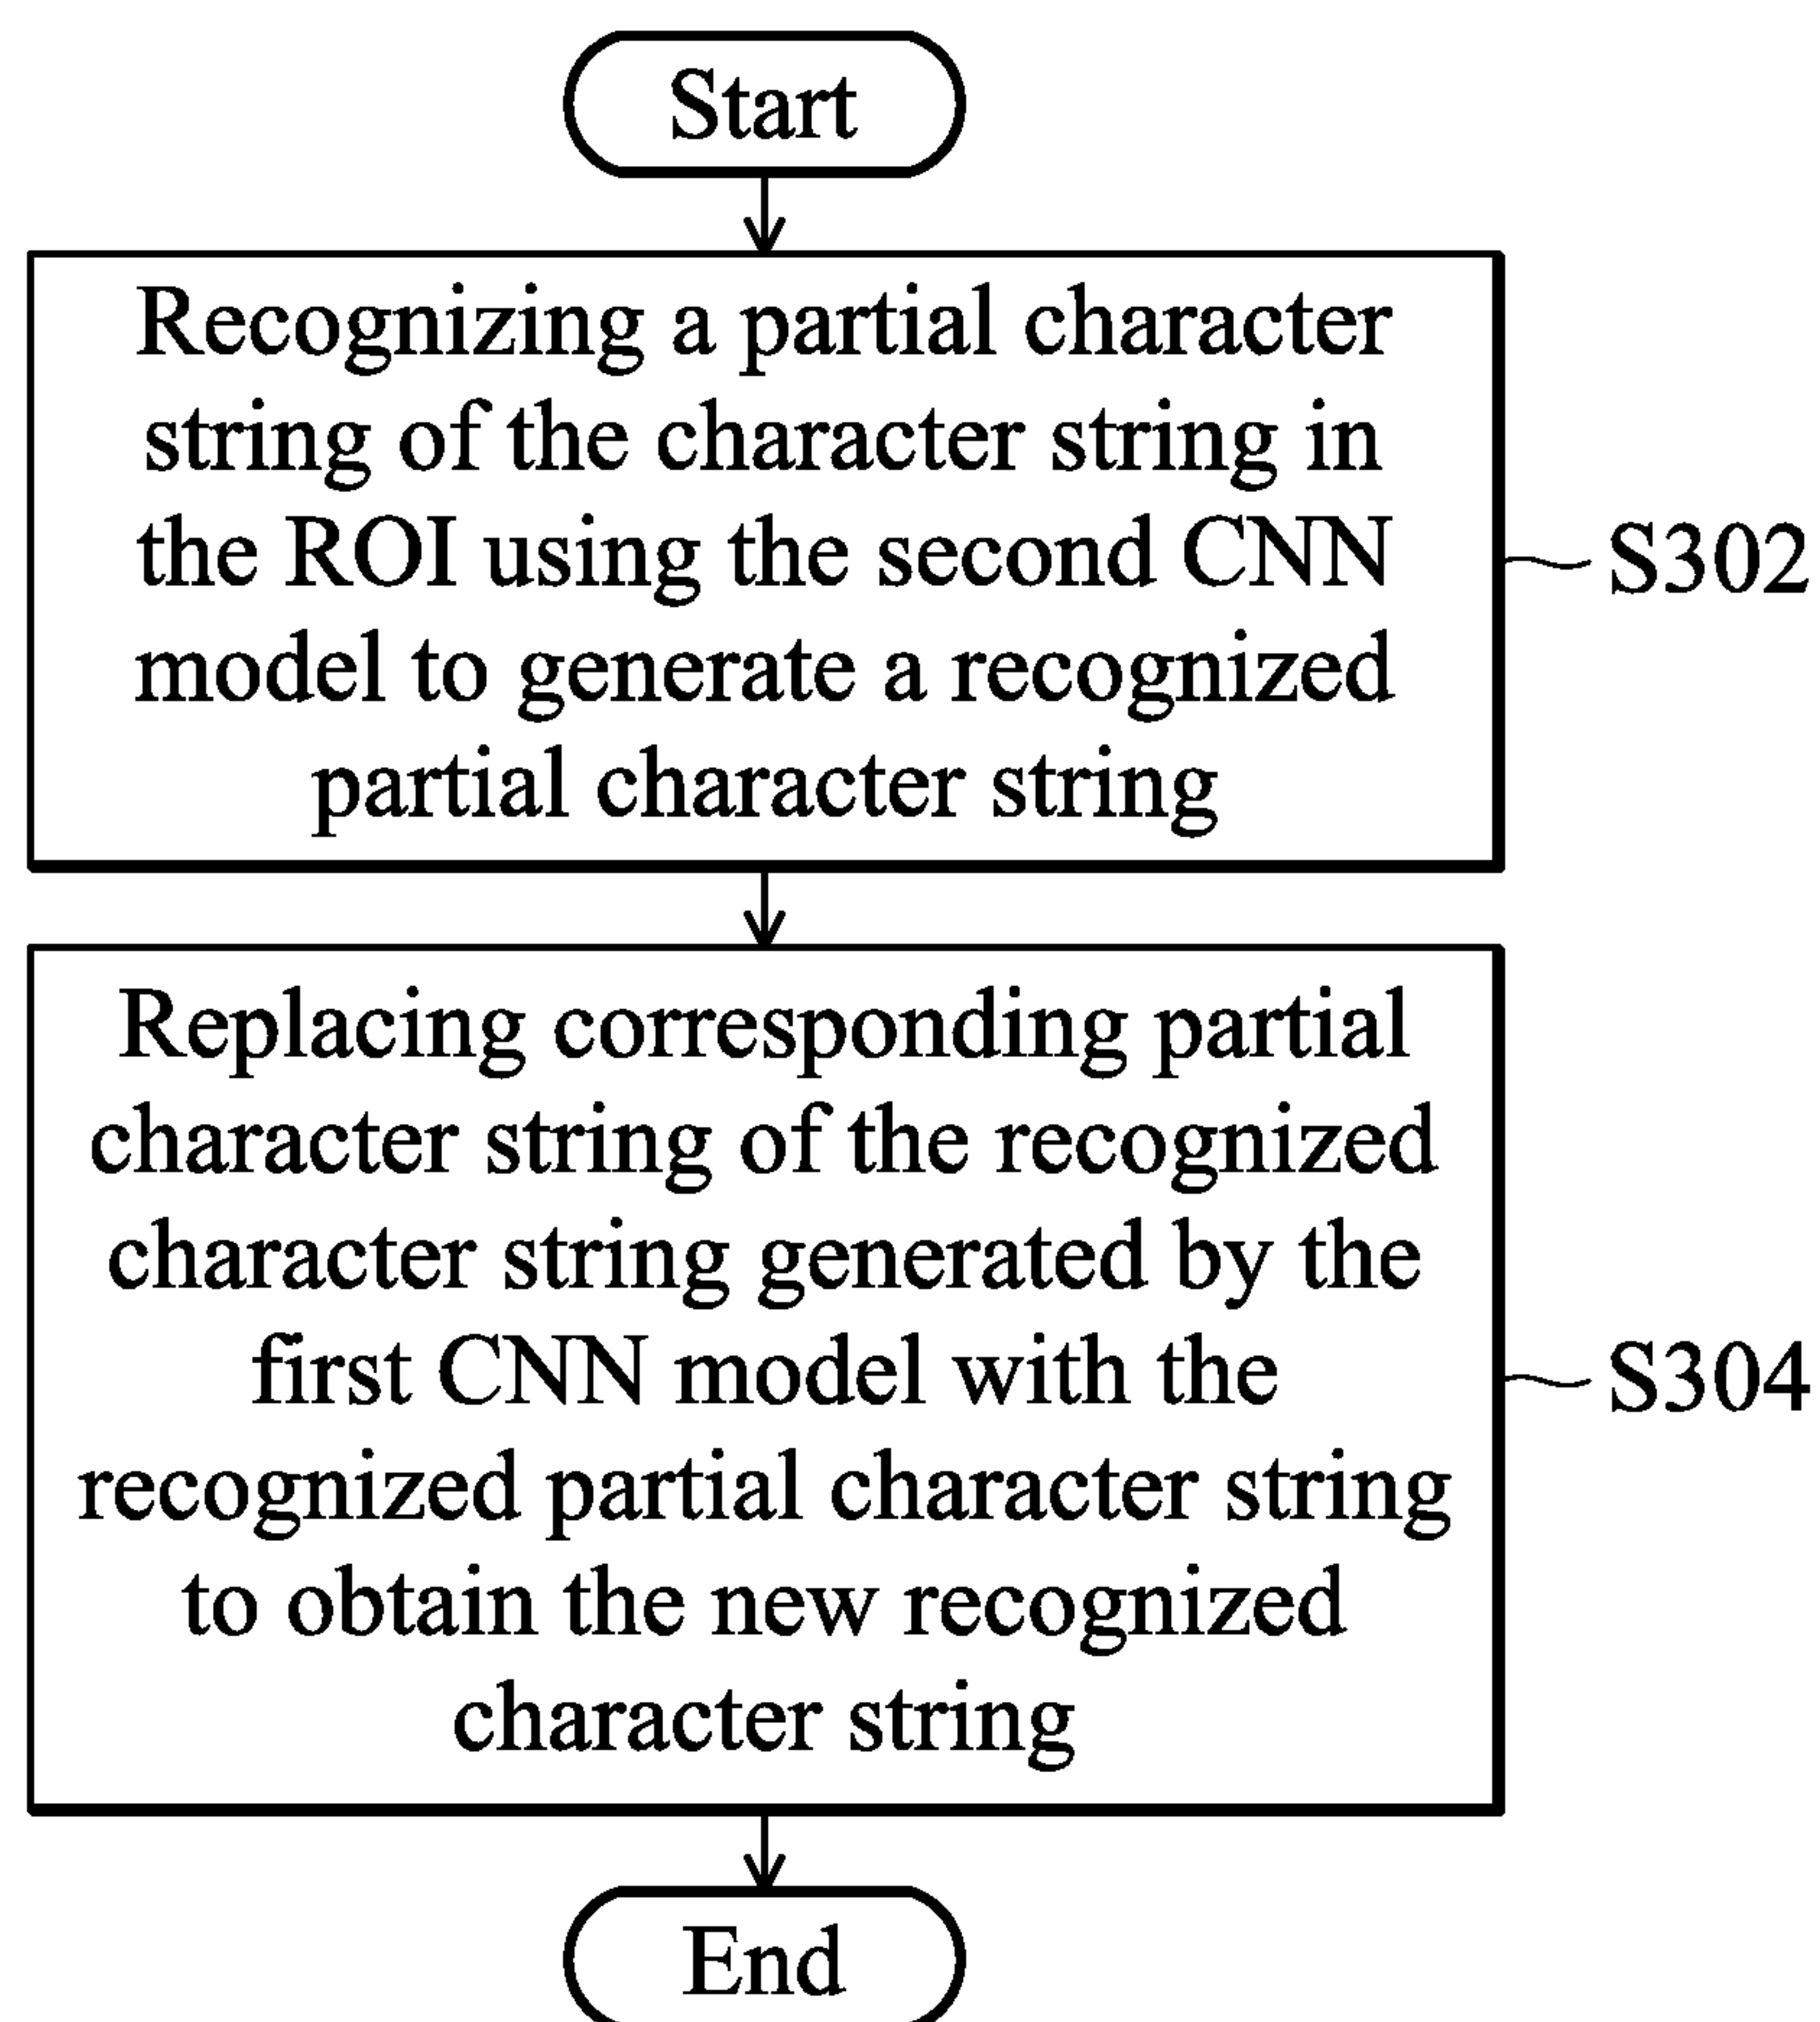 Start
Recognizing a partial character
string of the character string in
the ROI using the second CNN
model to generate a recognized
partial character string
S302
Replacing corresponding partial
character string of the recognized
character string generated by the
first CNN model with the
recognized partial character string
to obtain the new recognized
character string
S304
End